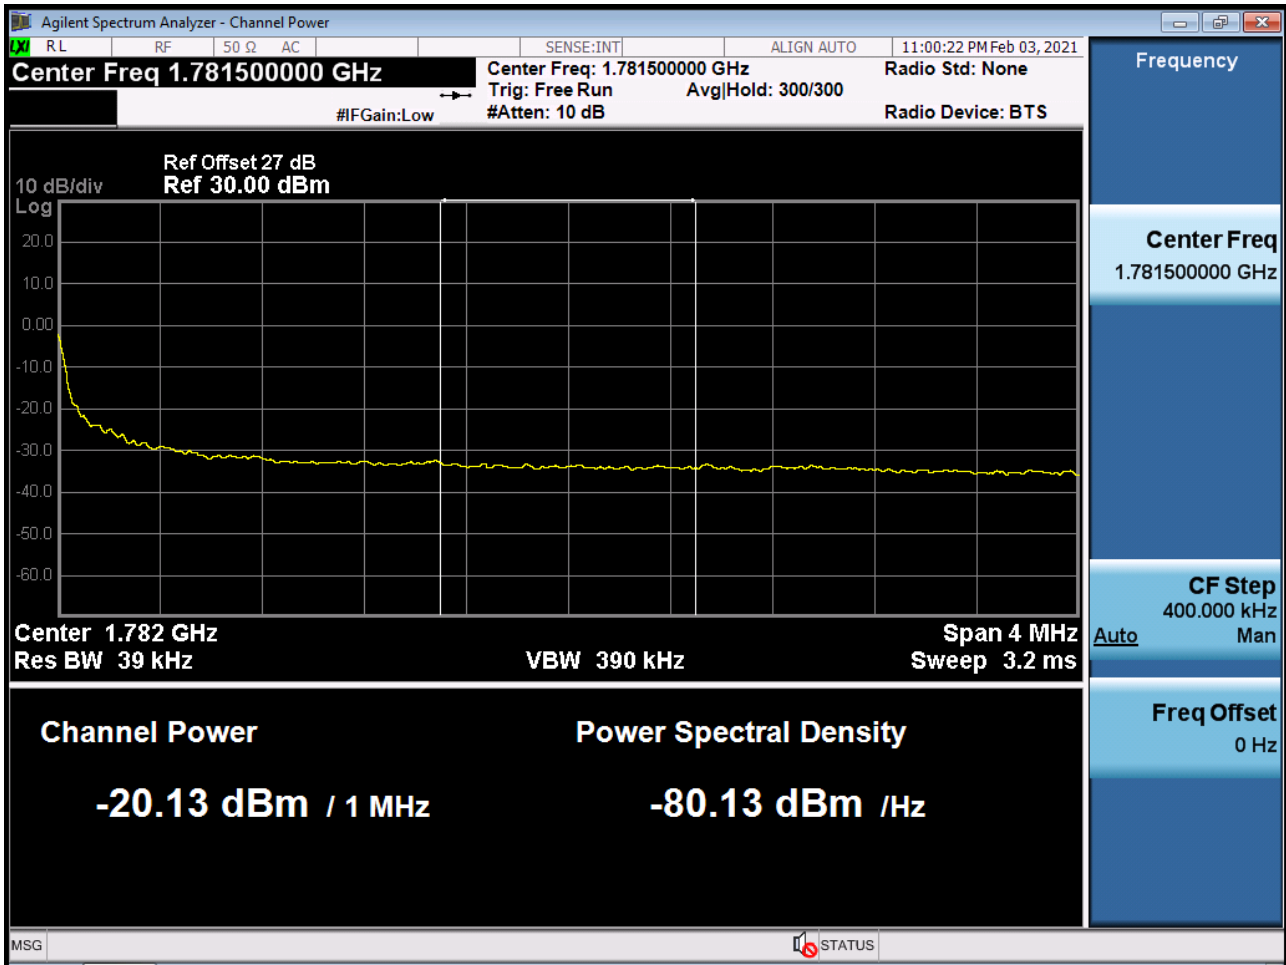 Agilent Spectrum Analyzer - Channel Power
LXI RL RF 50 Ω AC SENSE:INT ALIGN AUTO 11:00:22 PM Feb 03, 2021
Center Freq 1.781500000 GHz
#IFGain:Low
Center Freq: 1.781500000 GHz
Trig: Free Run Avg|Hold: 300/300
#Atten: 10 dB
Radio Std: None
Radio Device: BTS
Ref Offset 27 dB
10 dB/div Ref 30.00 dBm
Log
20.0
10.0
0.00
-10.0
-20.0
-30.0
-40.0
-50.0
-60.0
Center 1.782 GHz Span 4 MHz
Res BW 39 kHz VBW 390 kHz Sweep 3.2 ms
Channel Power Power Spectral Density
-20.13 dBm / 1 MHz -80.13 dBm /Hz
Frequency
Center Freq
1.781500000 GHz
CF Step
400.000 kHz
Auto Man
Freq Offset
0 Hz
MSG STATUS